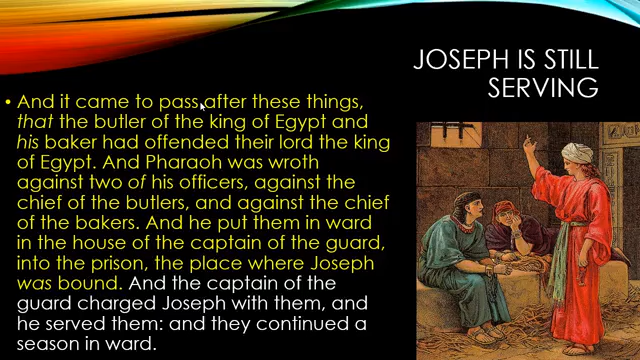 JOSEPH IS STILL
SERVING
• And it came to pass after these things,
that the butler of the king of Egypt and
his baker had offended their lord the king
of Egypt. And Pharaoh was wroth
against two of his officers, against the
chief of the butlers, and against the chief
of the bakers. And he put them in ward
in the house of the captain of the guard,
into the prison, the place where Joseph
was bound. And the captain of the
guard charged Joseph with them, and
he served them: and they continued a
season in ward.